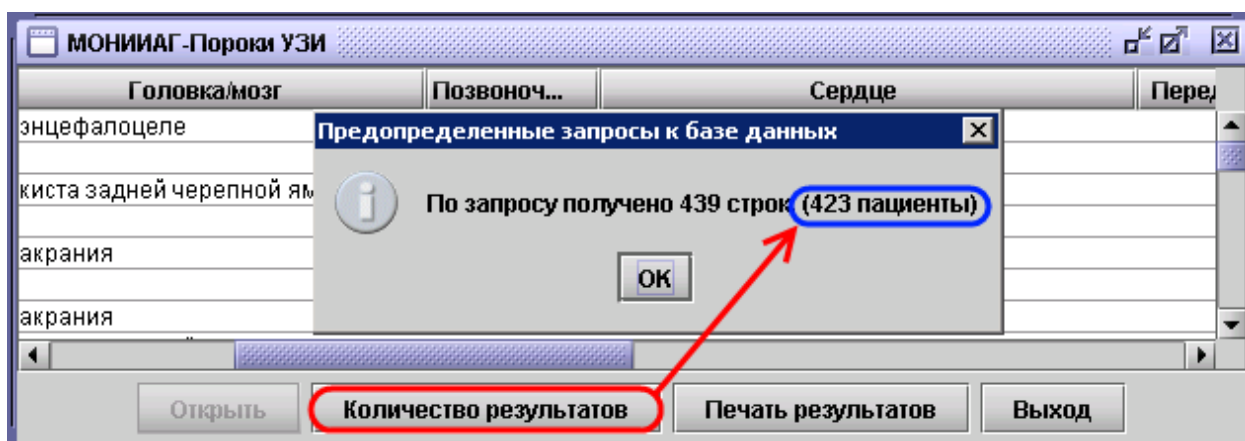 МОНИИАГ-Пороки УЗИ
Головка/мозг Позвоноч... Сердце
энцефалоцеле
Предопределенные запросы к базе данных
киста задней черепной
По запросу получено 439 строк (423 пациенты)
акрания
OK
акрания
Открыть Количество результатов Печать результатов Выход